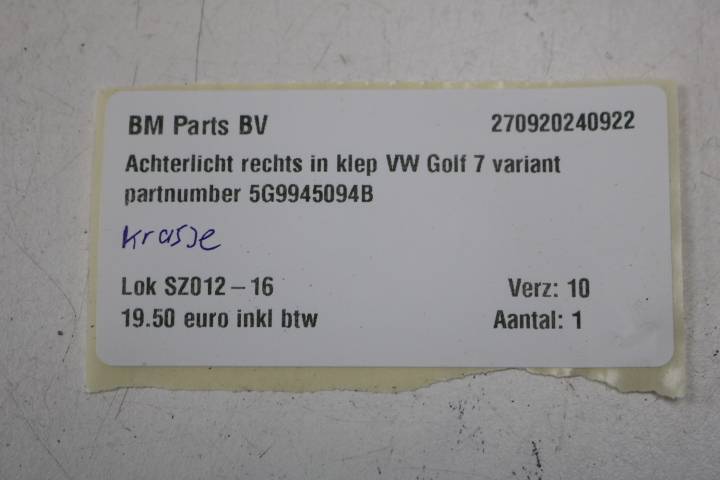 BM Parts BV 270920240922
Achterlicht rechts in klep VW Golf 7 variant
partnumber 5G9945094B
krasje
Lok SZ012 – 16 Verz: 10
19.50 euro inkl btw Aantal: 1